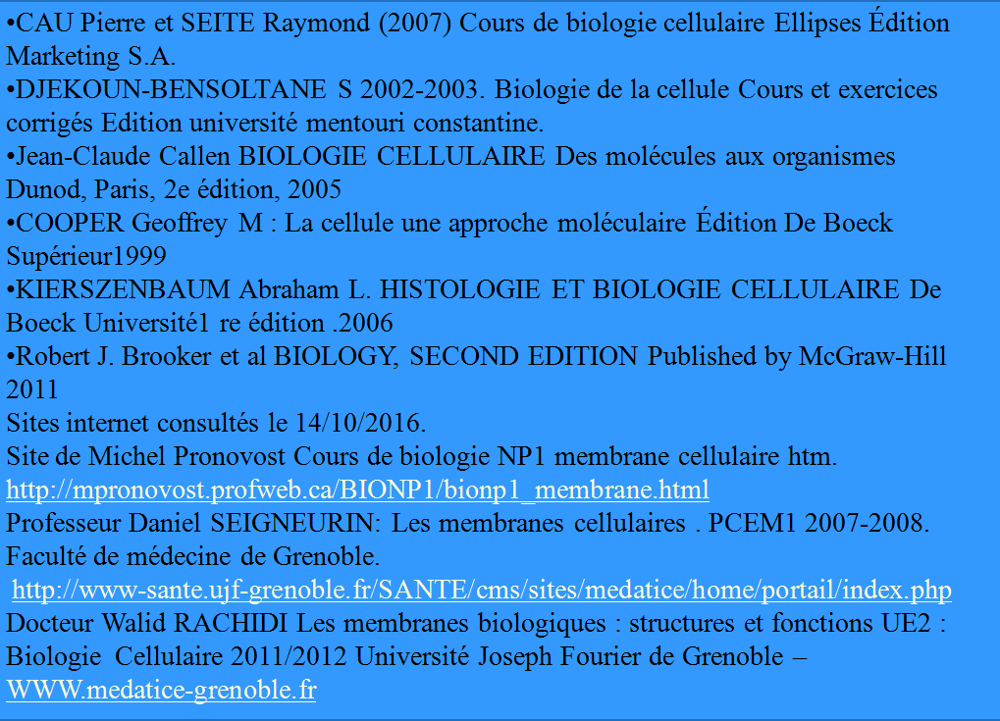 •CAU Pierre et SEITE Raymond (2007) Cours de biologie cellulaire Ellipses Édition
Marketing S.A.
•DJEKOUN-BENSOLTANE S 2002-2003. Biologie de la cellule Cours et exercices
corrigés Edition université mentouri constantine.
•Jean-Claude Callen BIOLOGIE CELLULAIRE Des molécules aux organismes
Dunod, Paris, 2e édition, 2005
•COOPER Geoffrey M : La cellule une approche moléculaire Édition De Boeck
Supérieur1999
•KIERSZENBAUM Abraham L. HISTOLOGIE ET BIOLOGIE CELLULAIRE De
Boeck Université1 re édition .2006
•Robert J. Brooker et al BIOLOGY, SECOND EDITION Published by McGraw-Hill
2011
Sites internet consultés le 14/10/2016.
Site de Michel Pronovost Cours de biologie NP1 membrane cellulaire htm.
http://mpronovost.profweb.ca/BIONP1/bionp1_membrane.html
Professeur Daniel SEIGNEURIN: Les membranes cellulaires . PCEM1 2007-2008.
Faculté de médecine de Grenoble.
http://www-sante.ujf-grenoble.fr/SANTE/cms/sites/medatice/home/portail/index.php
Docteur Walid RACHIDI Les membranes biologiques : structures et fonctions UE2 :
Biologie Cellulaire 2011/2012 Université Joseph Fourier de Grenoble –
WWW.medatice-grenoble.fr